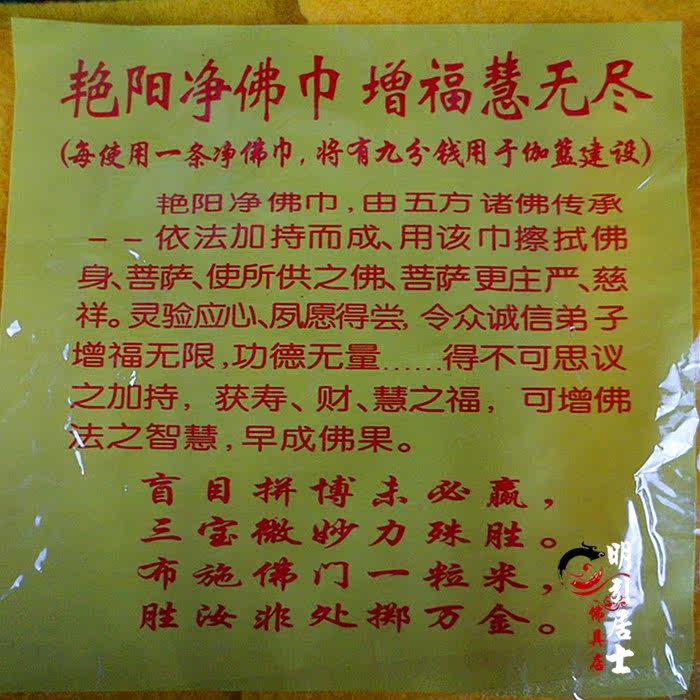 艳阳净佛巾 增福慧无尽
(每使用一条净佛巾,将有九分钱用于伽蓝建设)
艳阳净佛巾,由五方诸佛传承
--依法加持而成、用该巾擦拭佛
身、菩萨、使所供之佛、菩萨更庄严、慈
祥。灵验应心、夙愿得尝,令众诚信弟子
增福无限,功德无量……得不可思议
之加持,获寿、财、慧之福,可增佛
法之智慧,早成佛果。
盲目拼博未必赢,
三宝微妙力殊胜。
布施佛门一粒米,
胜汝非处掷万金。
明引居士
佛具店